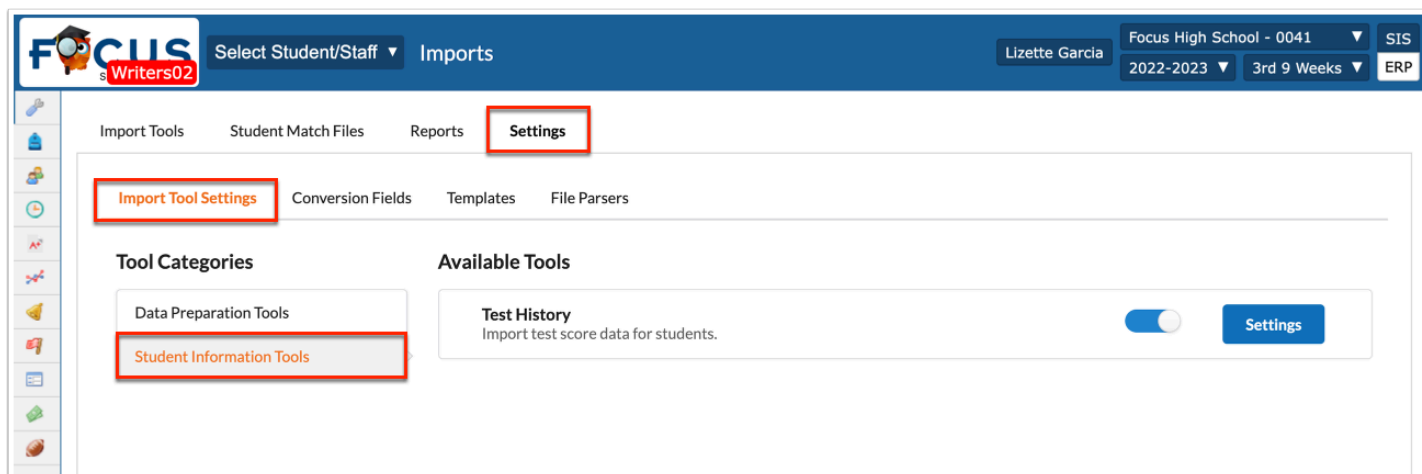 FOCUS
Writers02
Select Student/Staff ▼
Imports
Lizette Garcia
Focus High School - 0041 ▼
SIS
2022-2023 ▼
3rd 9 Weeks ▼
ERP
Import Tools
Student Match Files
Reports
Settings
Import Tool Settings
Conversion Fields
Templates
File Parsers
Tool Categories
Available Tools
Data Preparation Tools
Student Information Tools
Test History
Import test score data for students.
Settings
A+